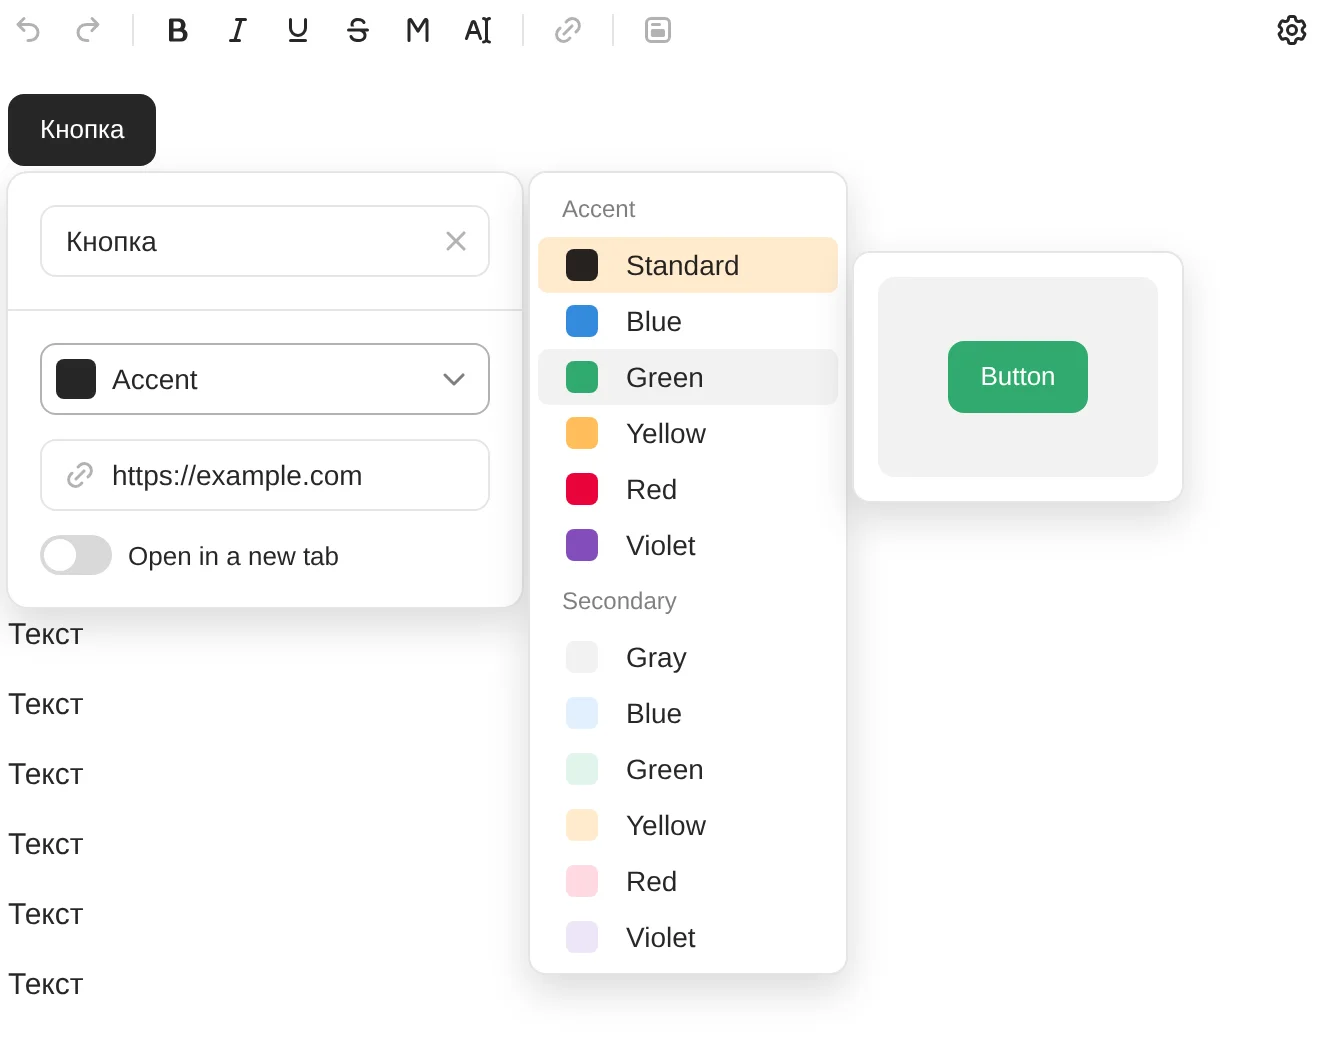 Кнопка
Кнопка
Accent
https://example.com
Open in a new tab
Accent
Standard
Blue
Green
Yellow
Red
Violet
Secondary
Gray
Blue
Green
Yellow
Red
Violet
Button
Текст
Текст
Текст
Текст
Текст
Текст